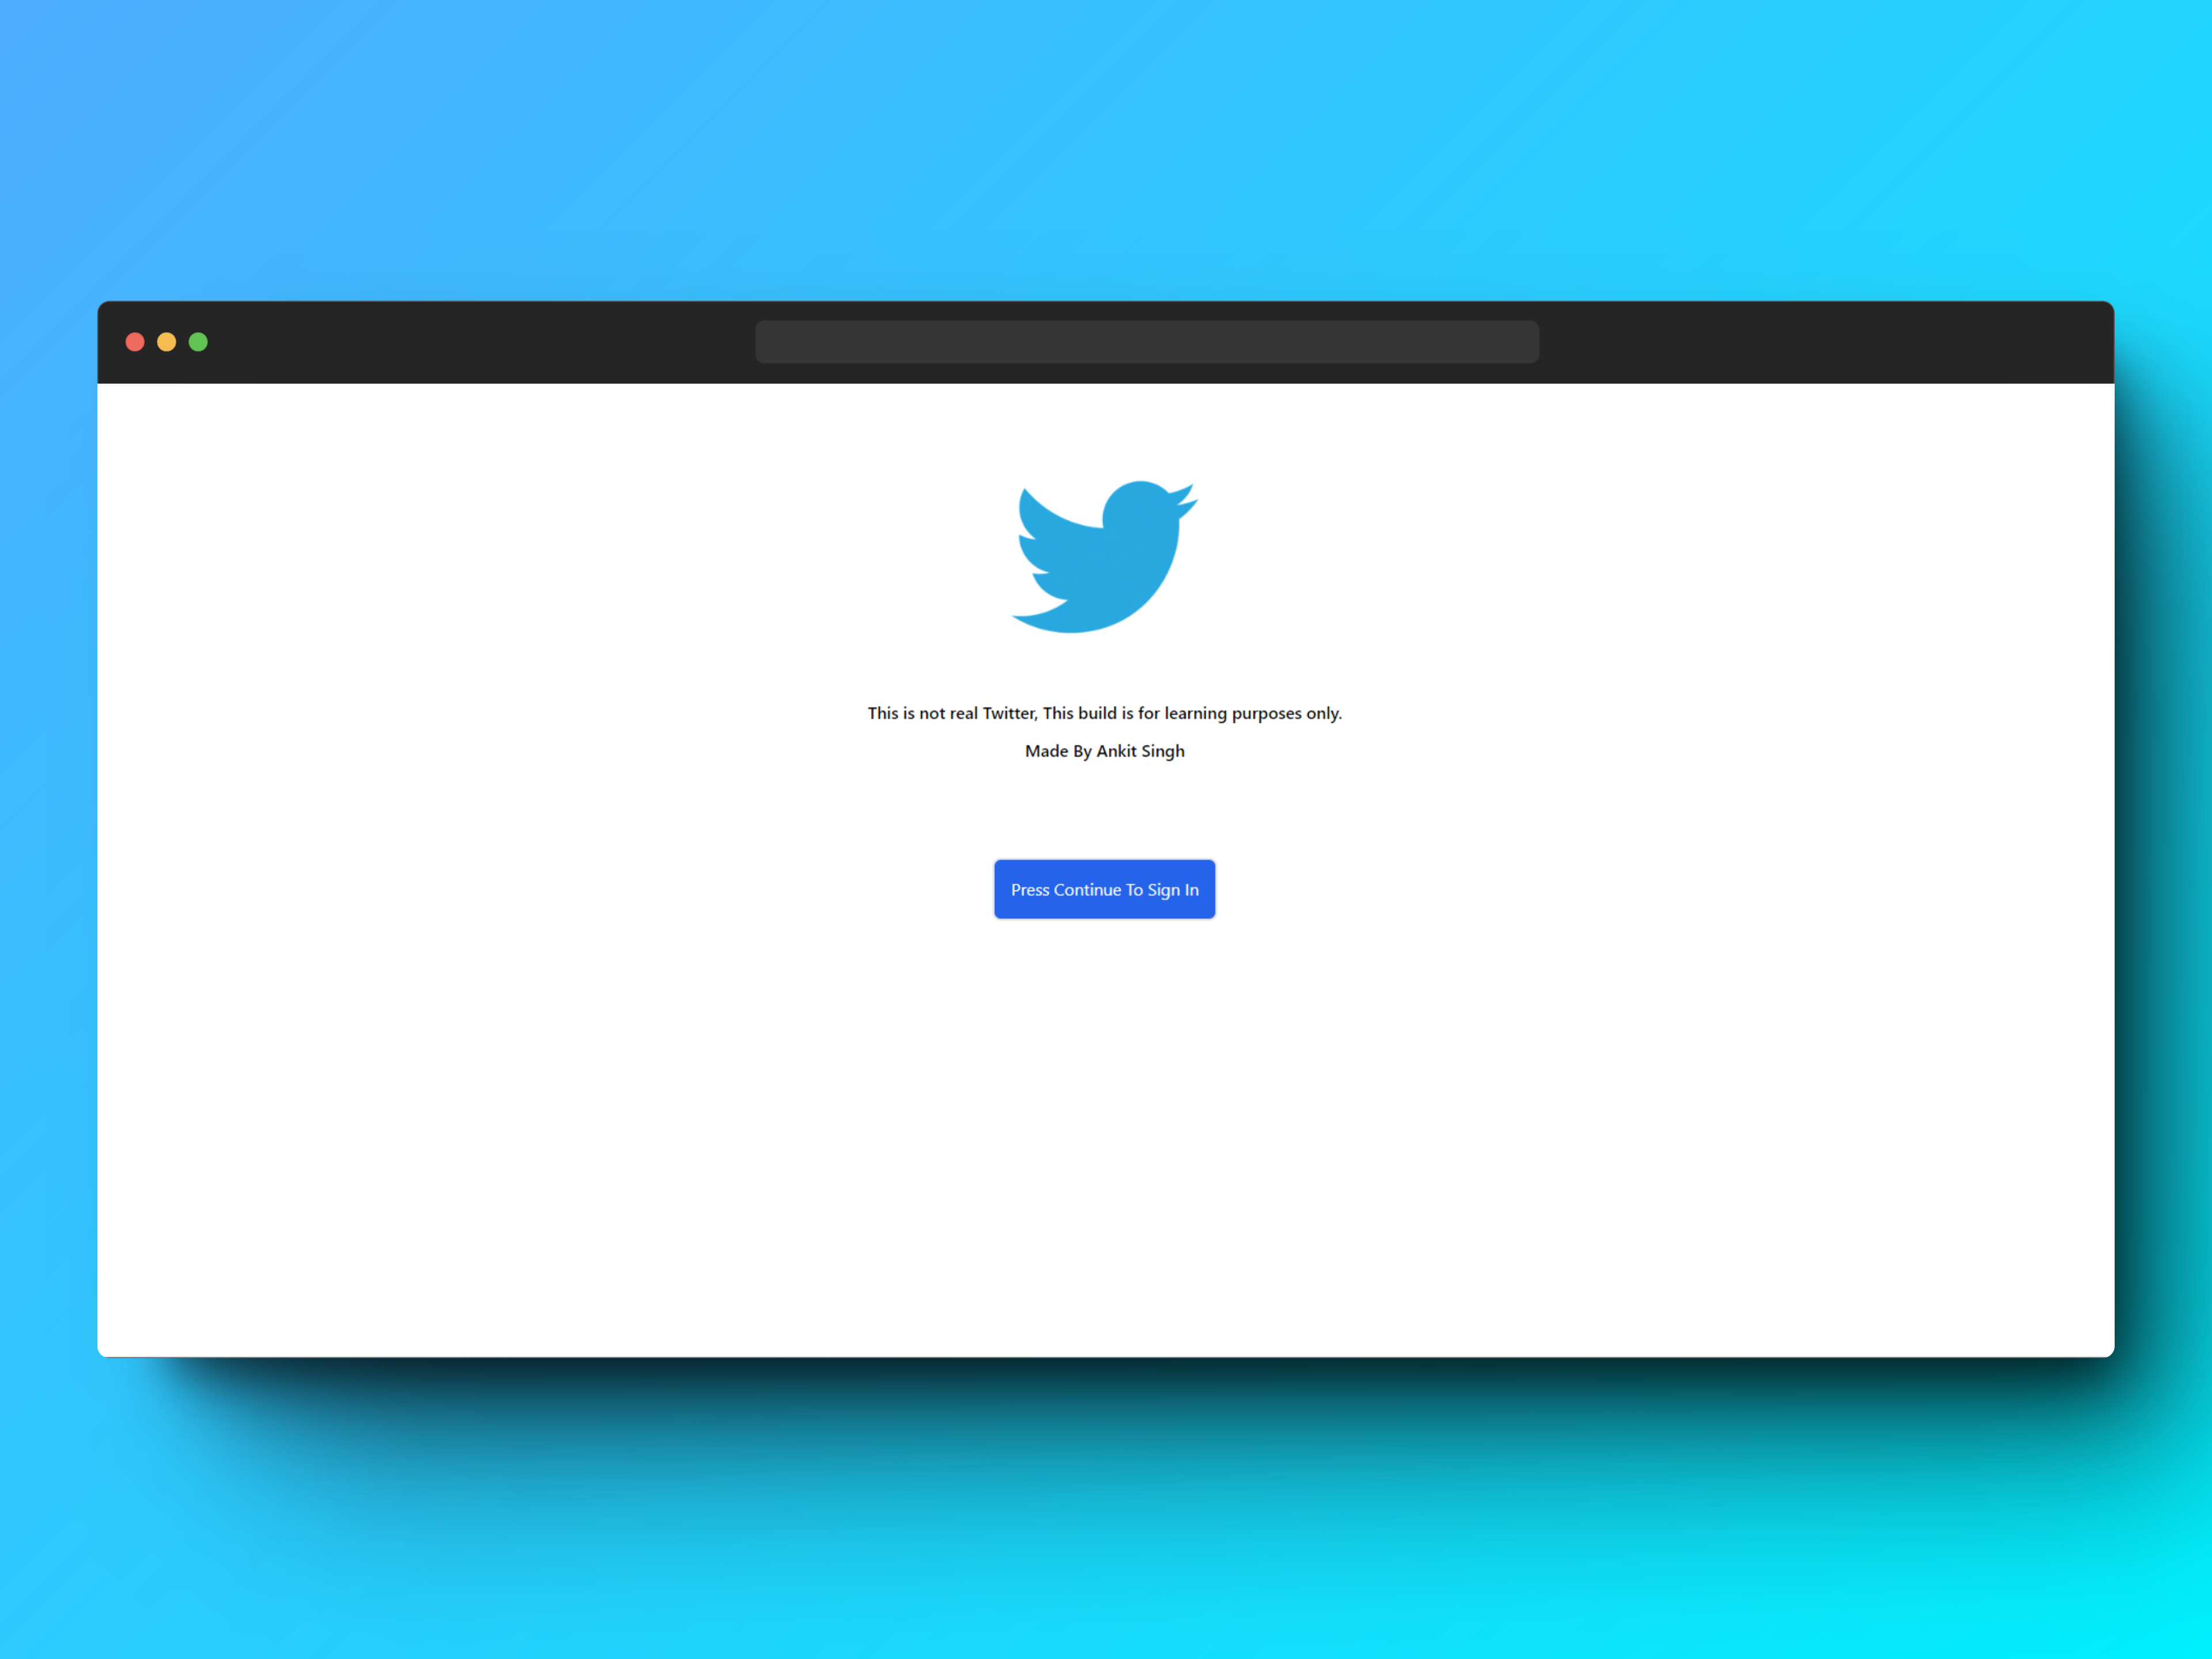 This is not real Twitter, This build is for learning purposes only.
Made By Ankit Singh
Press Continue To Sign In